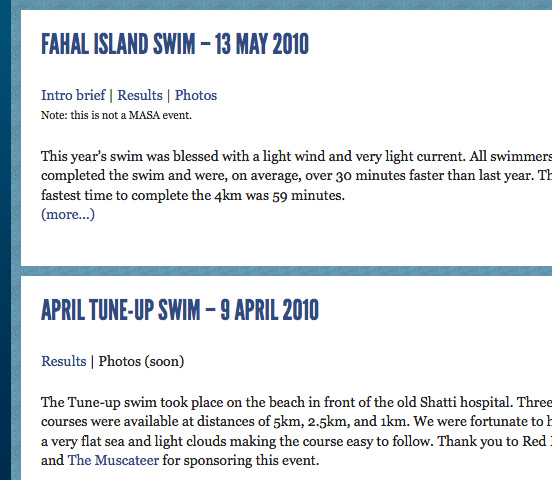 FAHAL ISLAND SWIM – 13 MAY 2010
Intro brief | Results | Photos
Note: this is not a MASA event.
This year's swim was blessed with a light wind and very light current. All swimmers
completed the swim and were, on average, over 30 minutes faster than last year.
fastest time to complete the 4km was 59 minutes.
(more...)
APRIL TUNE-UP SWIM – 9 APRIL 2010
Results | Photos (soon)
The Tune-up swim took place on the beach in front of the old Shatti hospital. Three
courses were available at distances of 5km, 2.5km, and 1km. We were fortunate to
a very flat sea and light clouds making the course easy to follow. Thank you to Red
and The Muscateer for sponsoring this event.